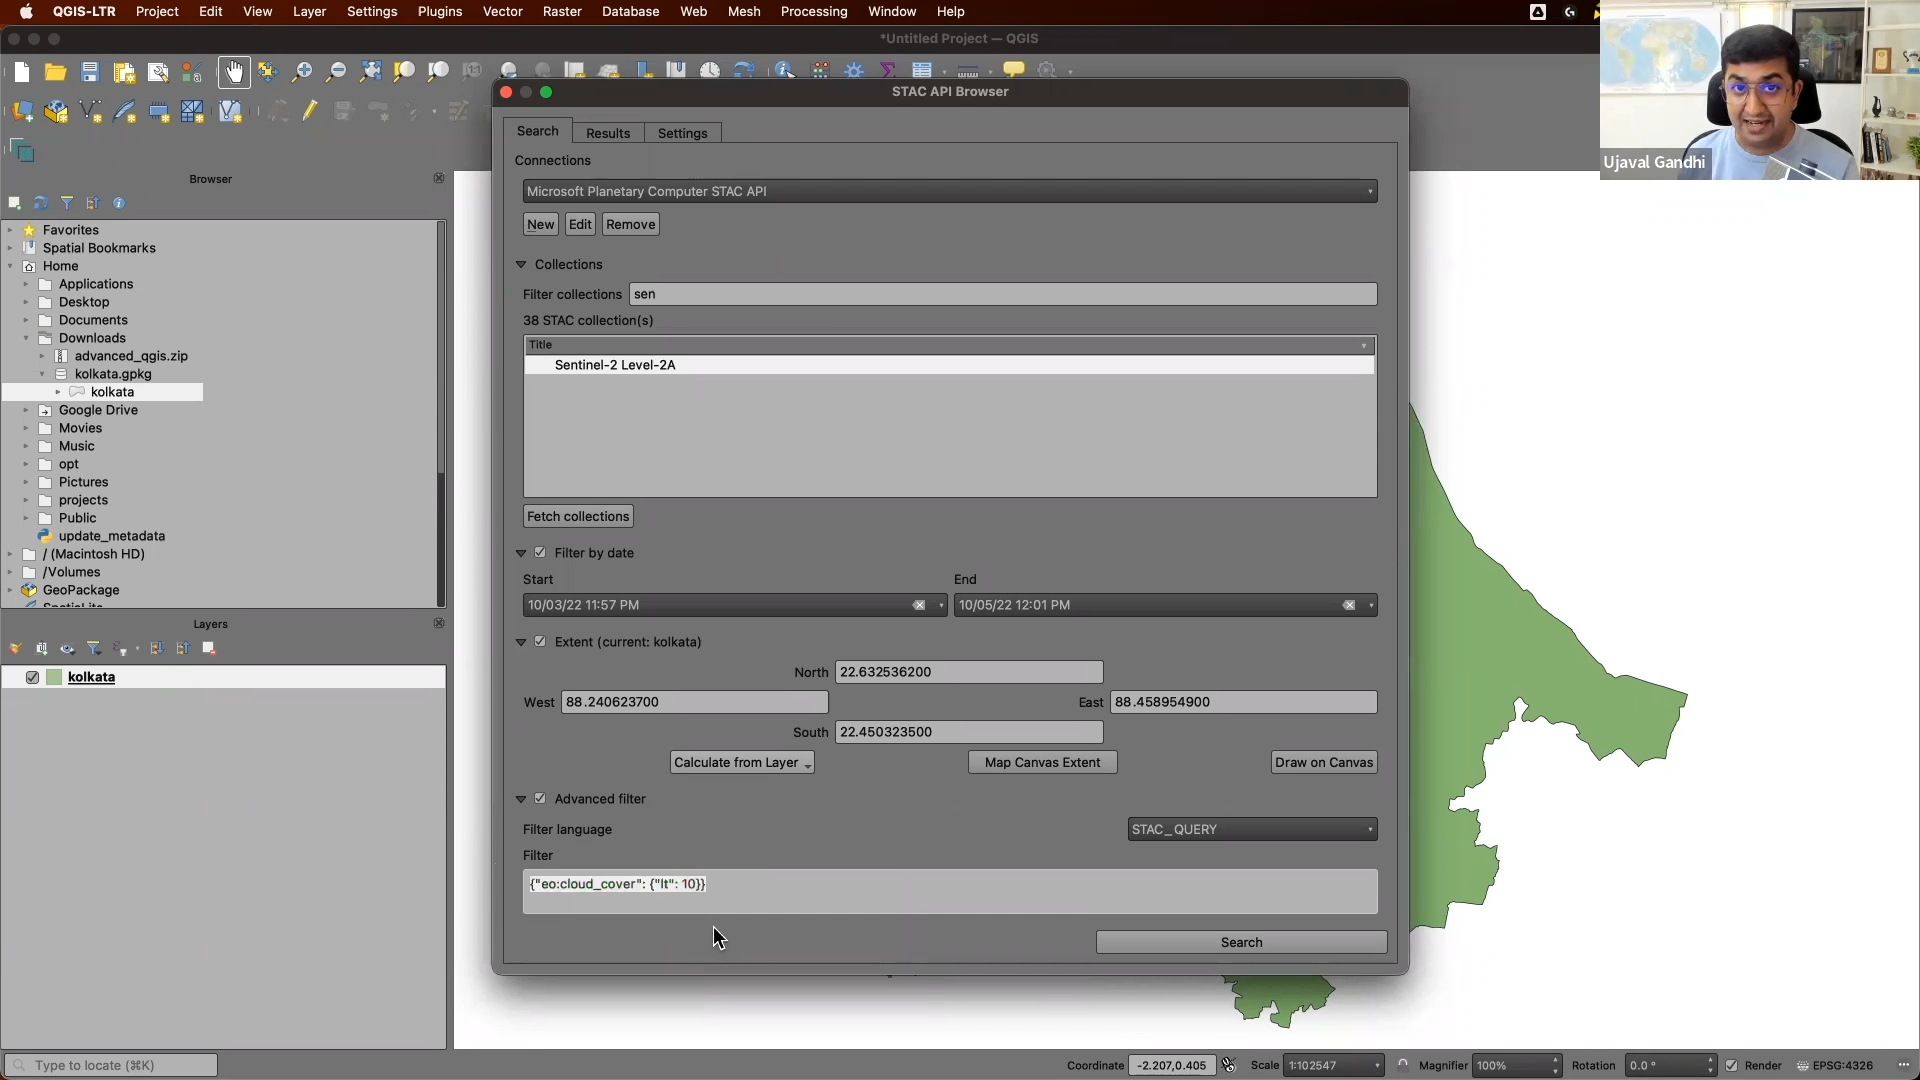 QGIS-LTR Project Edit View Layer Settings Plugins Vector Raster Database Web Mesh Processing Window Help
*Untitled Project — QGIS
STAC API Browser
Search Results Settings
Connections
Microsoft Planetary Computer STAC API
New Edit Remove
Collections
Filter collections sen
38 STAC collection(s)
Title
Sentinel-2 Level-2A
Fetch collections
Filter by date
Start End
10/03/22 11:57 PM 10/05/22 12:01 PM
Extent (current: kolkata)
North 22.632536200
West 88.240623700 East 88.458954900
South 22.450323500
Calculate from Layer Map Canvas Extent Draw on Canvas
Advanced filter
Filter language STAC_QUERY
Filter
{"eo:cloud_cover": {"lt": 10}}
Search
Browser
Favorites
Spatial Bookmarks
Home
Applications
Desktop
Documents
Downloads
advanced_qgis.zip
kolkata.gpkg
kolkata
Google Drive
Movies
Music
opt
Pictures
projects
Public
update_metadata
/ (Macintosh HD)
/Volumes
GeoPackage
Layers
kolkata
Ujaval Gandhi
Type to locate (⌘K)
Coordinate -2.207,0.405 Scale 1:102547 Magnifier 100% Rotation 0.0 ° Render EPSG:4326